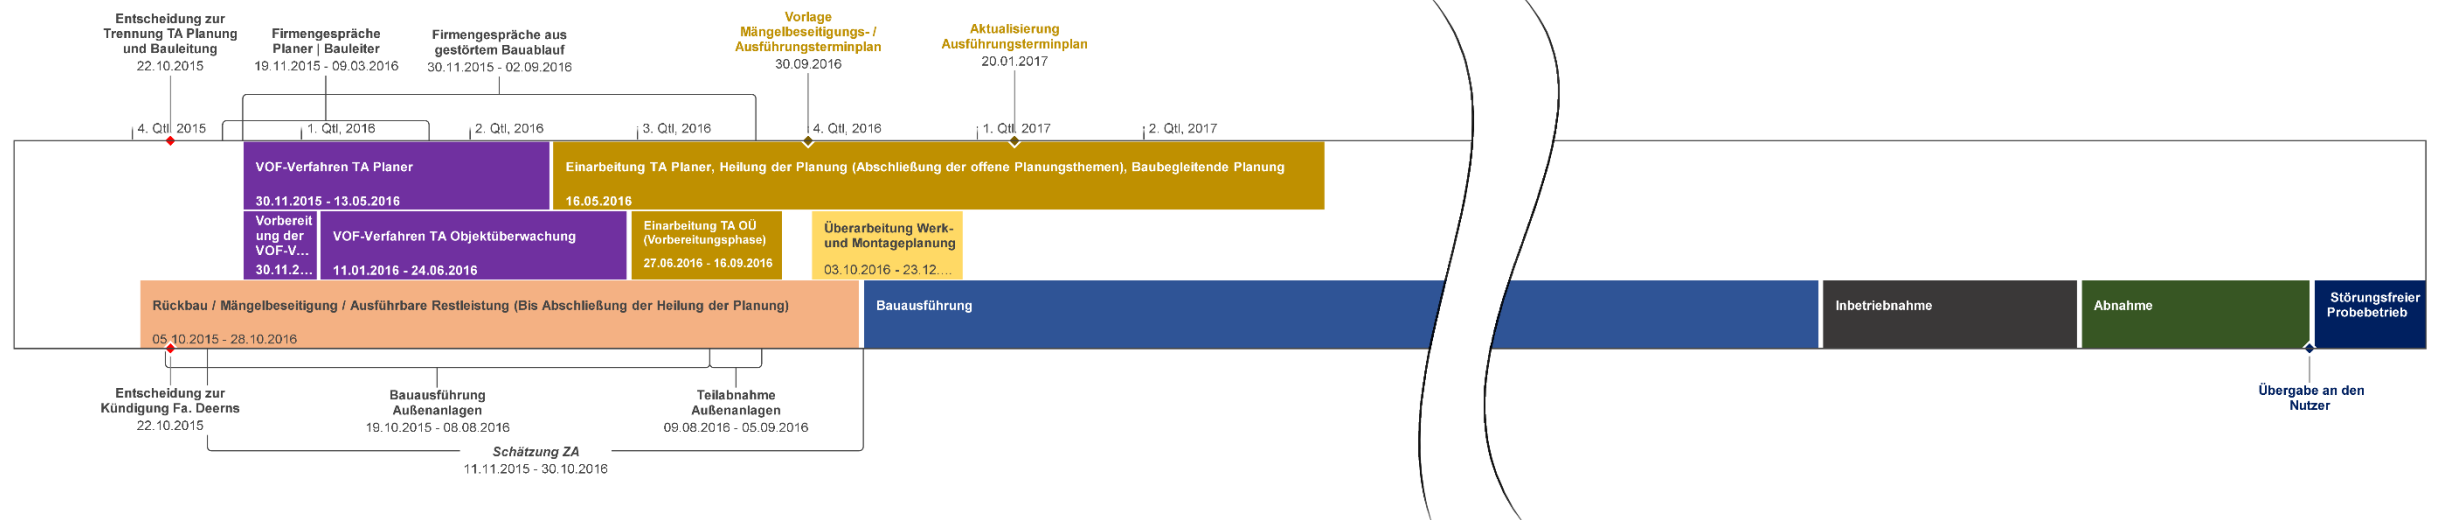 Entscheidung zur
Trennung TA Planung
und Bauleitung
22.10.2015
Firmengespräche
Planer | Bauleiter
19.11.2015 - 09.03.2016
Firmengespräche aus
gestörtem Bauablauf
30.11.2015 - 02.09.2016
Vorlage
Mängelbeseitigungs- /
Ausführungsterminplan
30.09.2016
Aktualisierung
Ausführungsterminplan
20.01.2017
4. Qtl, 2015
1. Qtl, 2016
2. Qtl, 2016
3. Qtl, 2016
4. Qtl, 2016
1. Qtl, 2017
2. Qtl, 2017
VOF-Verfahren TA Planer
30.11.2015 - 13.05.2016
Einarbeitung TA Planer, Heilung der Planung (Abschließung der offene Planungsthemen), Baubegleitende Planung
16.05.2016
Vorbereit
ung der
VOF-V...
30.11.2...
VOF-Verfahren TA Objektüberwachung
11.01.2016 - 24.06.2016
Einarbeitung TA OÜ
(Vorbereitungsphase)
27.06.2016 - 16.09.2016
Überarbeitung Werk-
und Montageplanung
03.10.2016 - 23.12....
Rückbau / Mängelbeseitigung / Ausführbare Restleistung (Bis Abschließung der Heilung der Planung)
05.10.2015 - 28.10.2016
Bauausführung
Inbetriebnahme
Abnahme
Störungsfreier
Probebetrieb
Entscheidung zur
Kündigung Fa. Deerns
22.10.2015
Bauausführung
Außenanlagen
19.10.2015 - 08.08.2016
Teilabnahme
Außenanlagen
09.08.2016 - 05.09.2016
Übergabe an den
Nutzer
Schätzung ZA
11.11.2015 - 30.10.2016